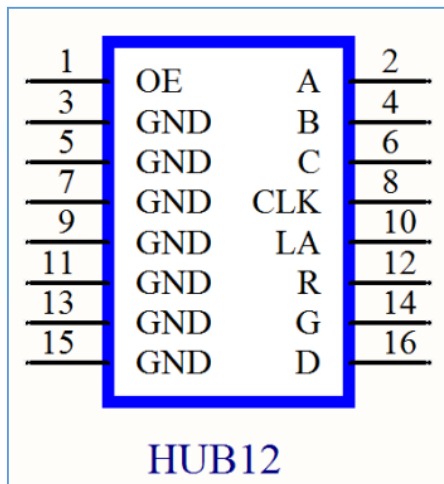 1 OE A 2
3 GND B 4
5 GND C 6
7 GND CLK 8
9 GND LA 10
11 GND R 12
13 GND G 14
15 GND D 16
HUB12